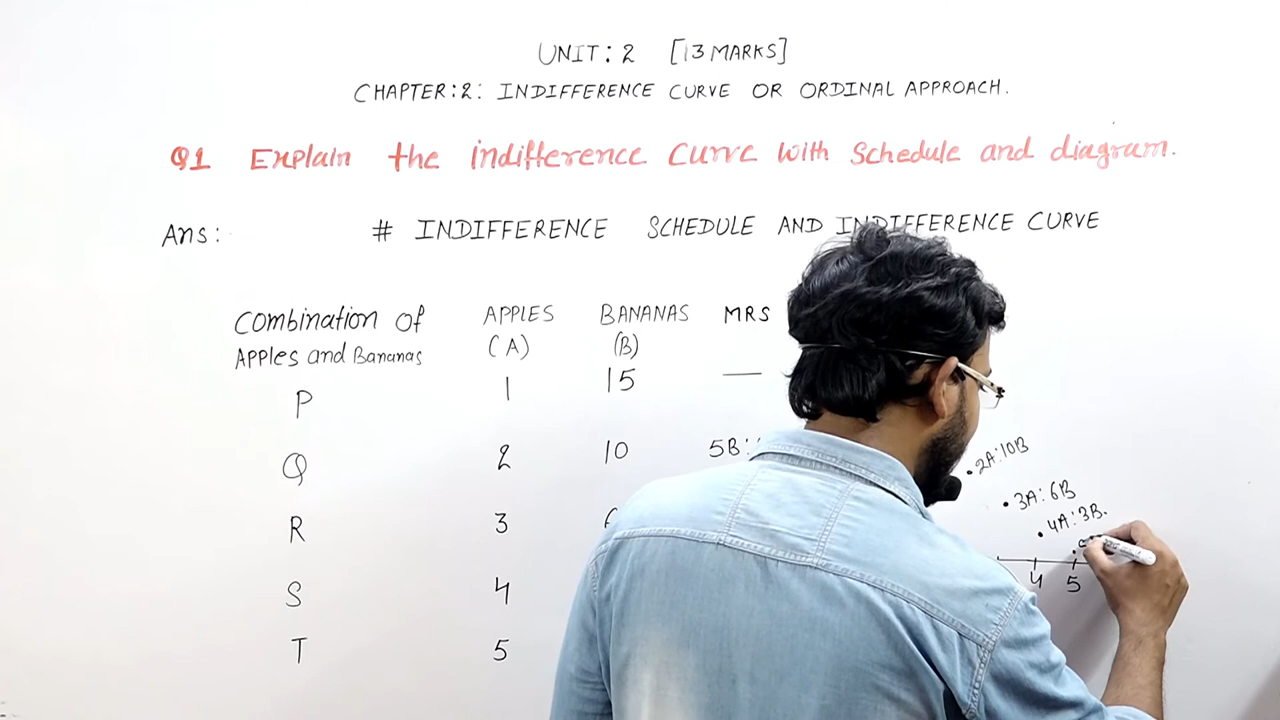 UNIT: 2 [13 MARKS]
CHAPTER:2: INDIFFERENCE CURVE OR ORDINAL APPROACH.
Q1 Explain the indifference Curve with Schedule and diagram.
Ans: # INDIFFERENCE SCHEDULE AND INDIFFERENCE CURVE
Combination of APPLES BANANAS MRS
Apples and Bananas (A) (B)
P 1 15 —
Q 2 10 5B:
R 3
S 4
T 5
2A:10B
3A:6B
4A:3B.
4 5